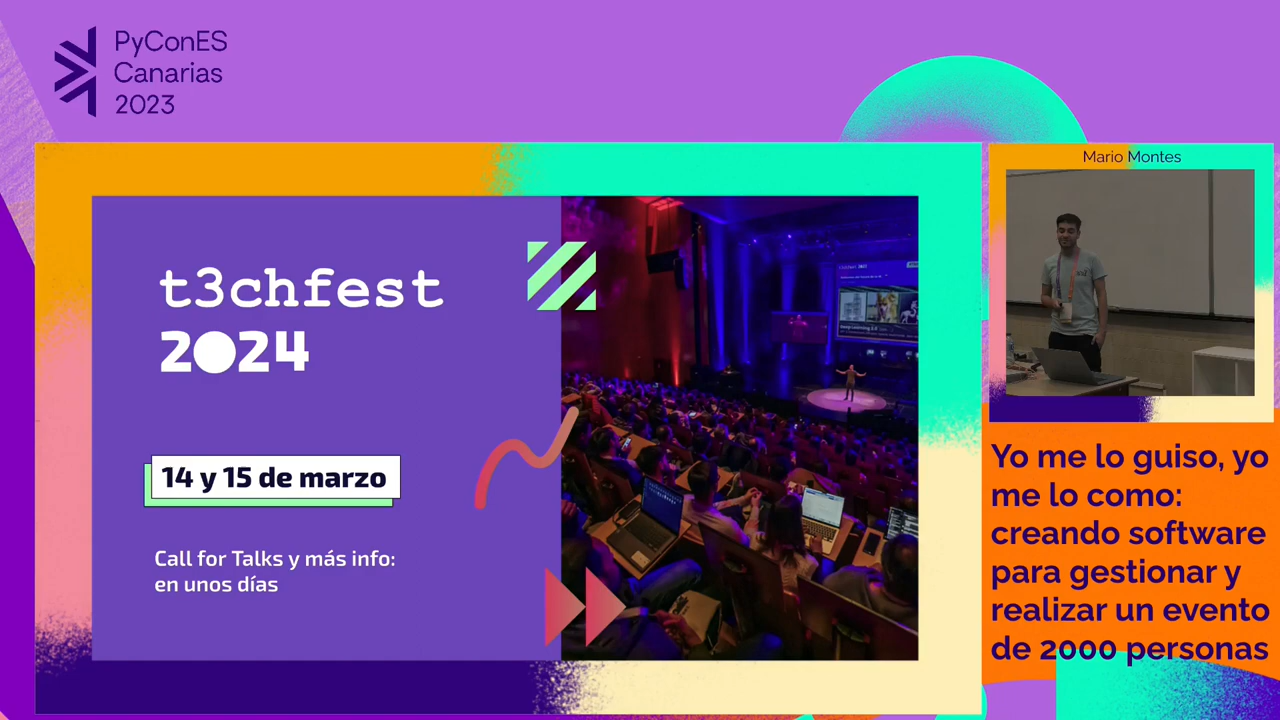 PyConES
Canarias
2023
t3chfest
2024
14 y 15 de marzo
Call for Talks y más info:
en unos días
Mario Montes
Yo me lo guiso, yo
me lo como:
creando software
para gestionar y
realizar un evento
de 2000 personas